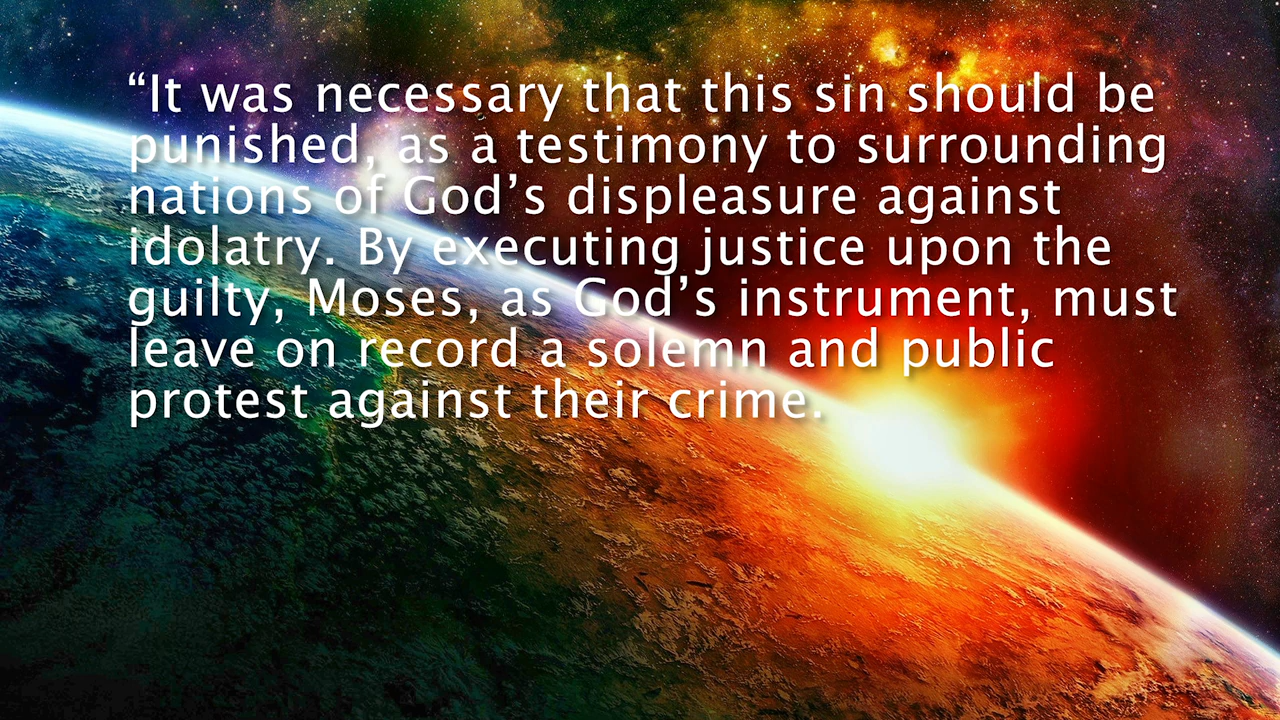 “It was necessary that this sin should be
punished, as a testimony to surrounding
nations of God’s displeasure against
idolatry. By executing justice upon the
guilty, Moses, as God’s instrument, must
leave on record a solemn and public
protest against their crime.